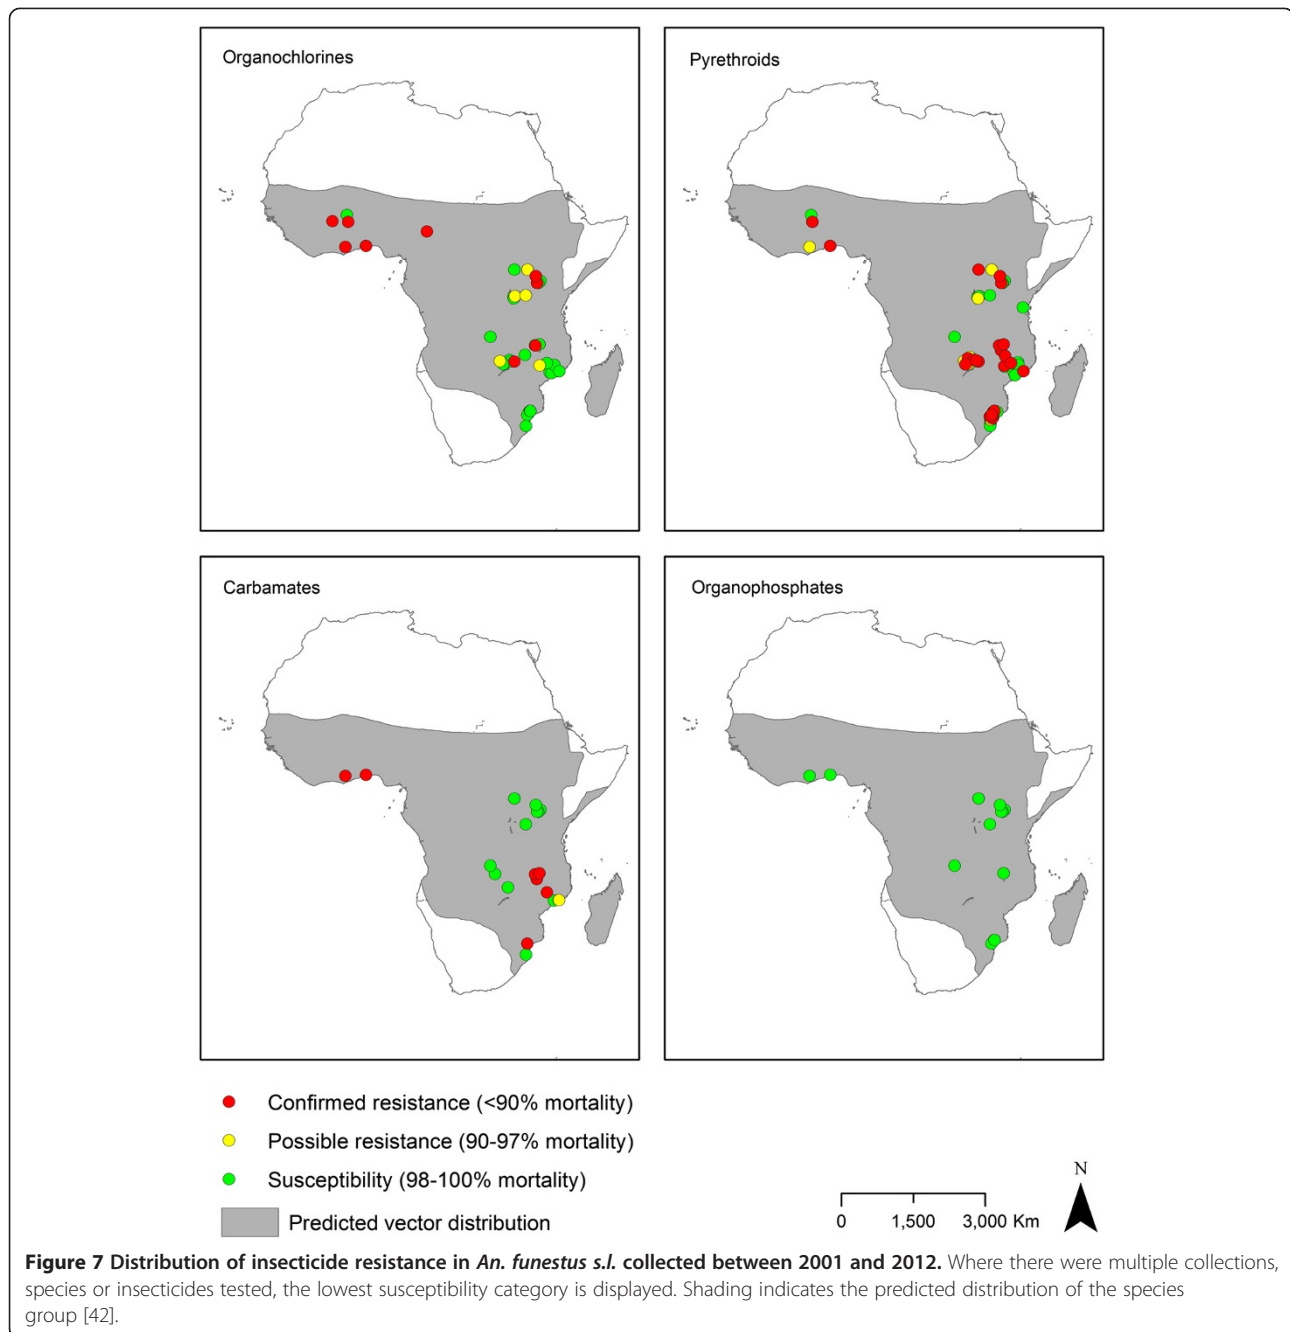 Organochlorines
Pyrethroids
Carbamates
Organophosphates
Confirmed resistance (<90% mortality)
Possible resistance (90-97% mortality)
Susceptibility (98-100% mortality)
Predicted vector distribution
0 1,500 3,000 Km
N
Figure 7 Distribution of insecticide resistance in An. funestus s.l. collected between 2001 and 2012. Where there were multiple collections,
species or insecticides tested, the lowest susceptibility category is displayed. Shading indicates the predicted distribution of the species
group [42].